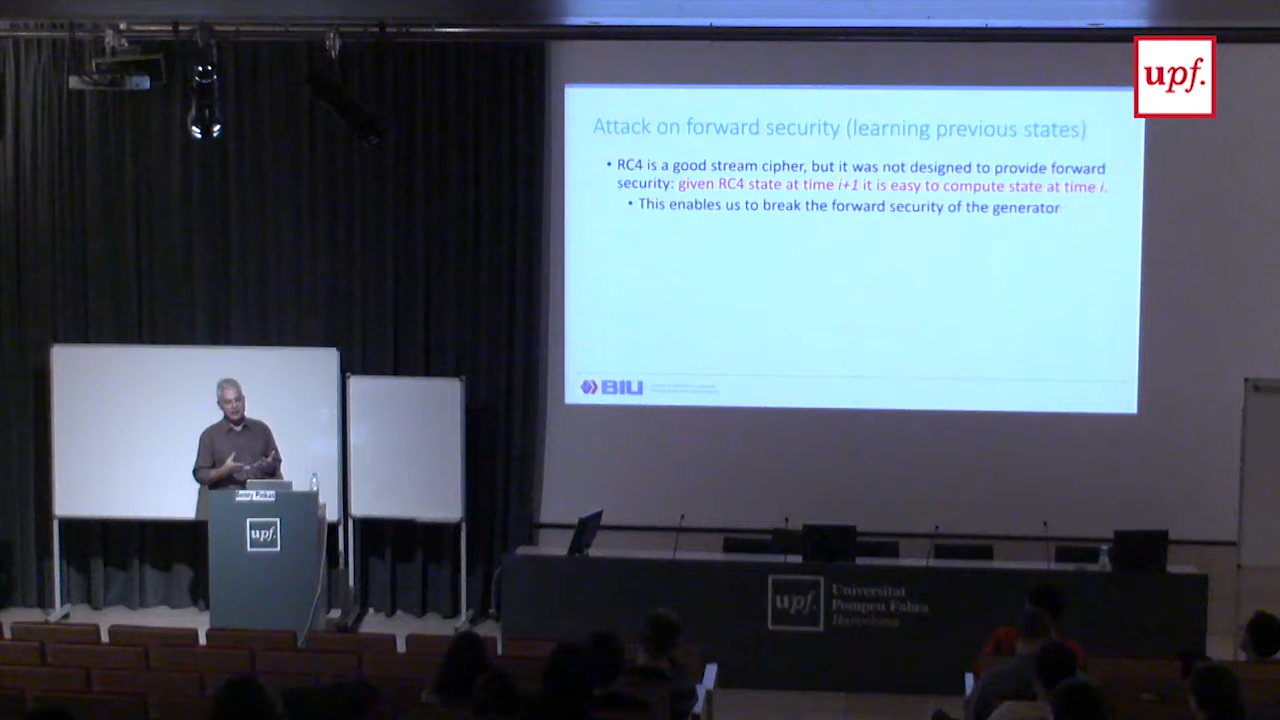 upf.
Attack on forward security (learning previous states)
• RC4 is a good stream cipher, but it was not designed to provide forward
security: given RC4 state at time i+1 it is easy to compute state at time i.
• This enables us to break the forward security of the generator
BIU
Benny Pinkas
upf.
upf.
Universitat
Pompeu Fabra
Barcelona